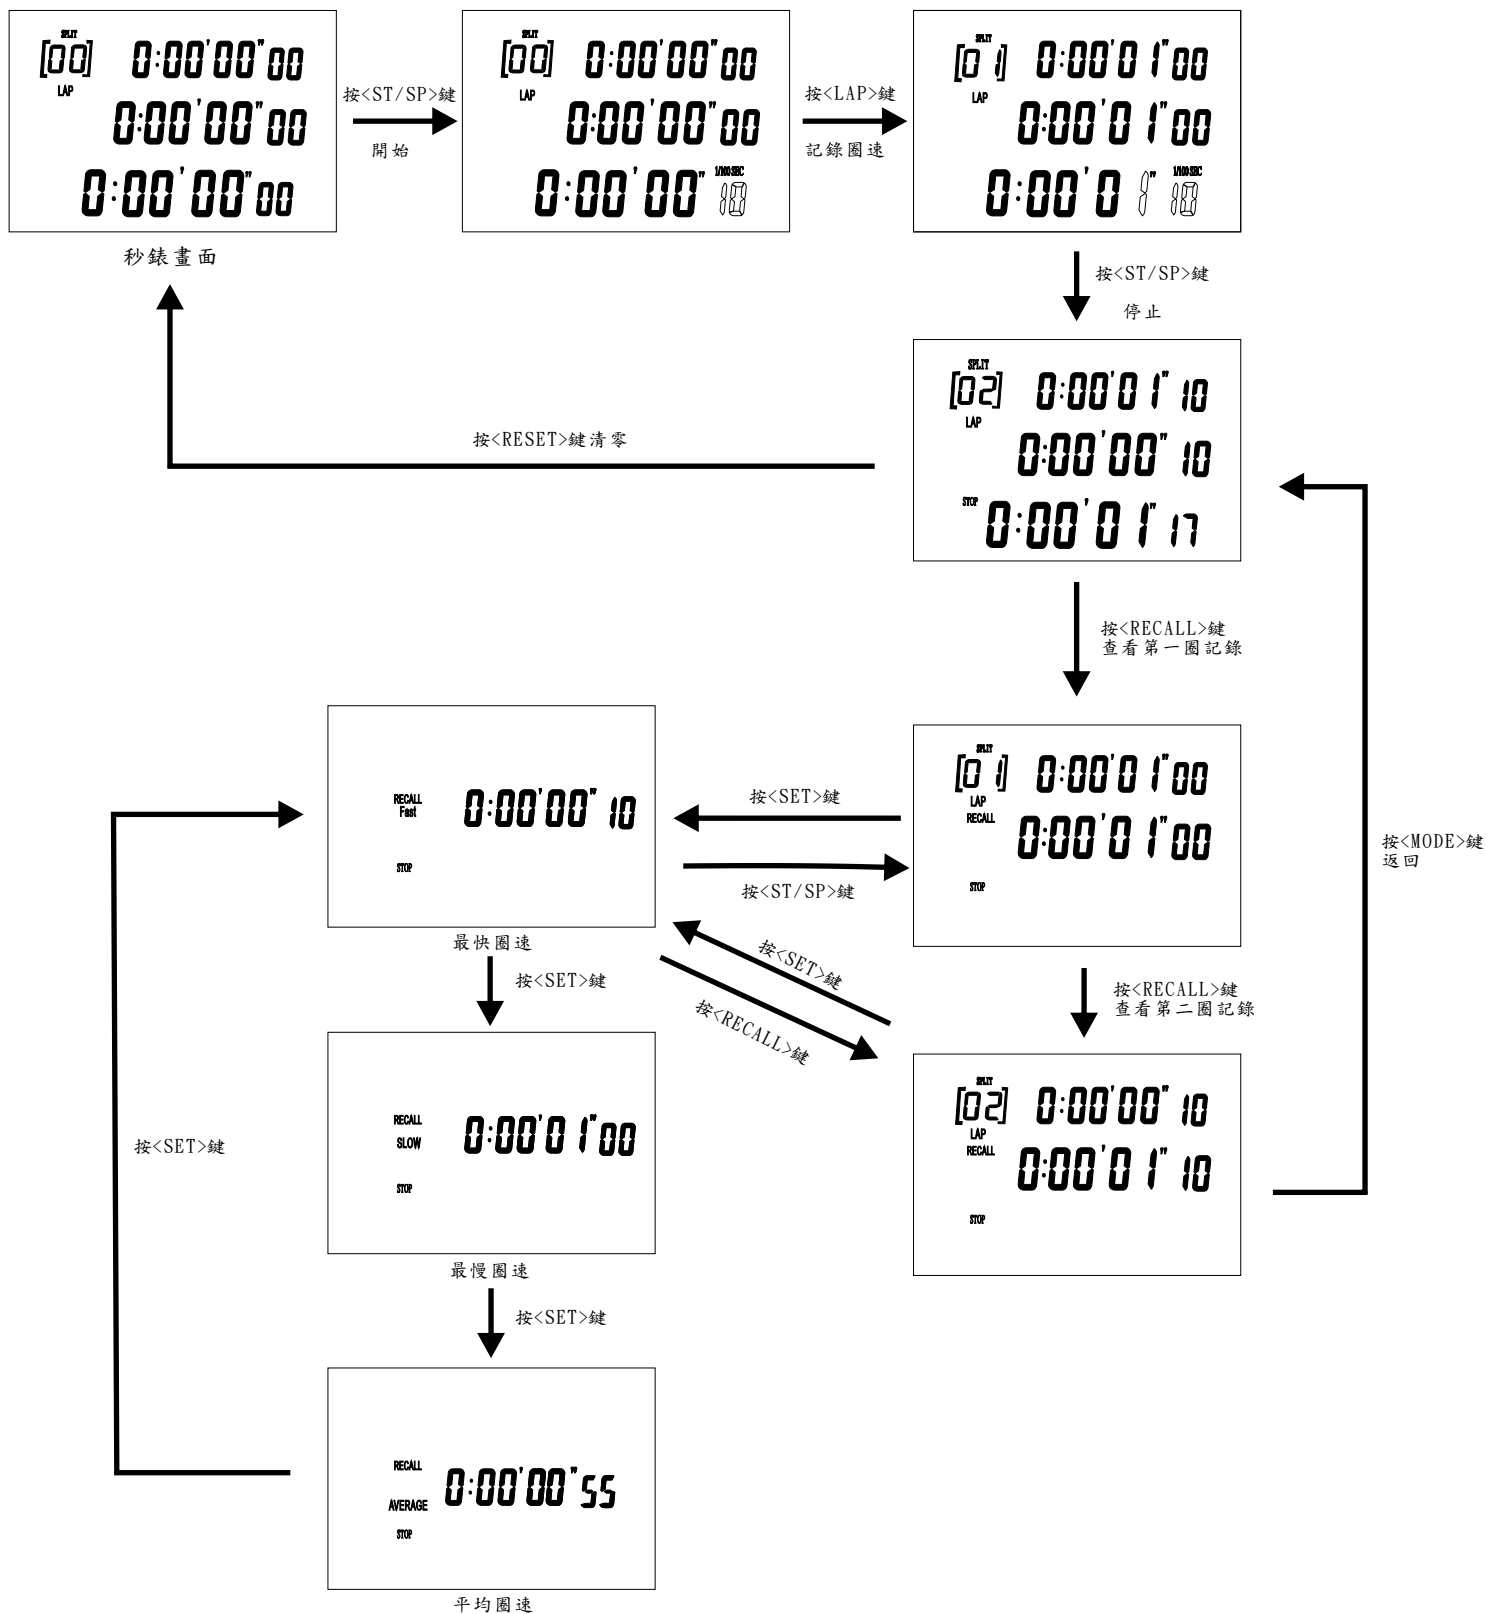 SPLIT
[00] 0:00'00"00
LAP
0:00'00"00
0:00'00"00
秒錶畫面
按<ST/SP>鍵
開始
SPLIT
[00] 0:00'00"00
LAP
0:00'00"00
1/100 SEC
0:00'00"10
按<LAP>鍵
記錄圈速
SPLIT
[01] 0:00'01"00
LAP
0:00'01"00
1/100 SEC
0:00'01"10
按<ST/SP>鍵
停止
SPLIT
[02] 0:00'01"10
LAP
0:00'00"10
STOP 0:00'01"17
按<RESET>鍵清零
按<RECALL>鍵
查看第一圈記錄
SPLIT
[01] 0:00'01"00
LAP
RECALL 0:00'01"00
STOP
按<SET>鍵
按<ST/SP>鍵
RECALL
Fast 0:00'00"10
STOP
最快圈速
按<SET>鍵
按<SET>鍵
按<RECALL>鍵
按<RECALL>鍵
查看第二圈記錄
按<MODE>鍵
返回
SPLIT
[02] 0:00'00"10
LAP
RECALL 0:00'01"10
STOP
RECALL
SLOW 0:00'01"00
STOP
最慢圈速
按<SET>鍵
按<SET>鍵
RECALL
0:00'00"55
AVERAGE
STOP
平均圈速